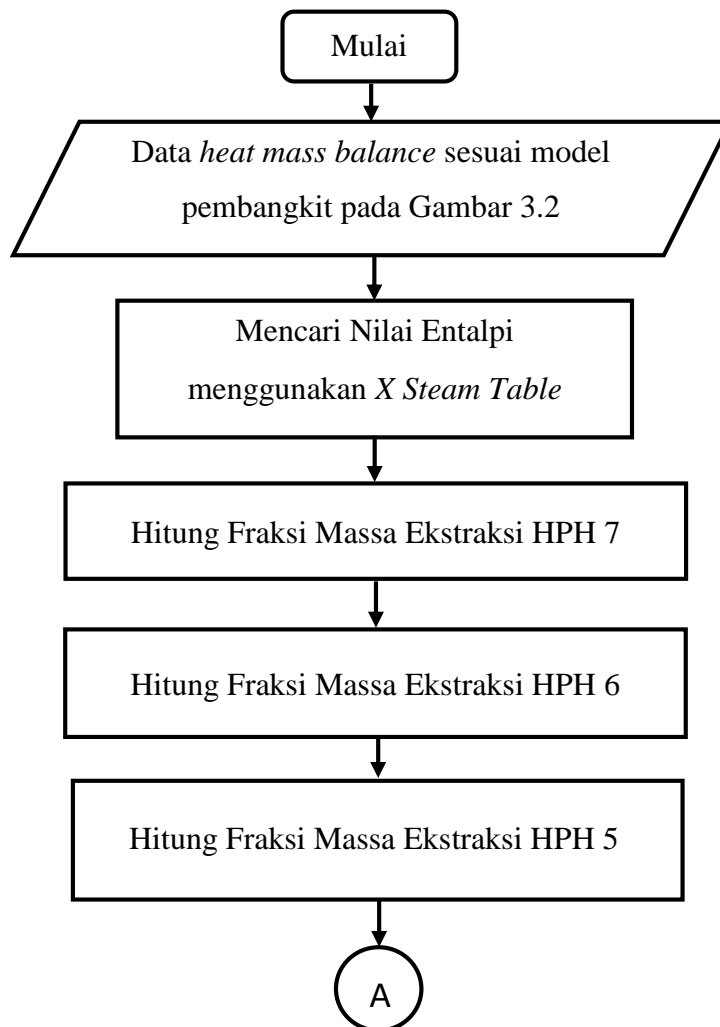 Mulai
Data heat mass balance sesuai model
pembangkit pada Gambar 3.2
Mencari Nilai Entalpi
menggunakan X Steam Table
Hitung Fraksi Massa Ekstraksi HPH 7
Hitung Fraksi Massa Ekstraksi HPH 6
Hitung Fraksi Massa Ekstraksi HPH 5
A